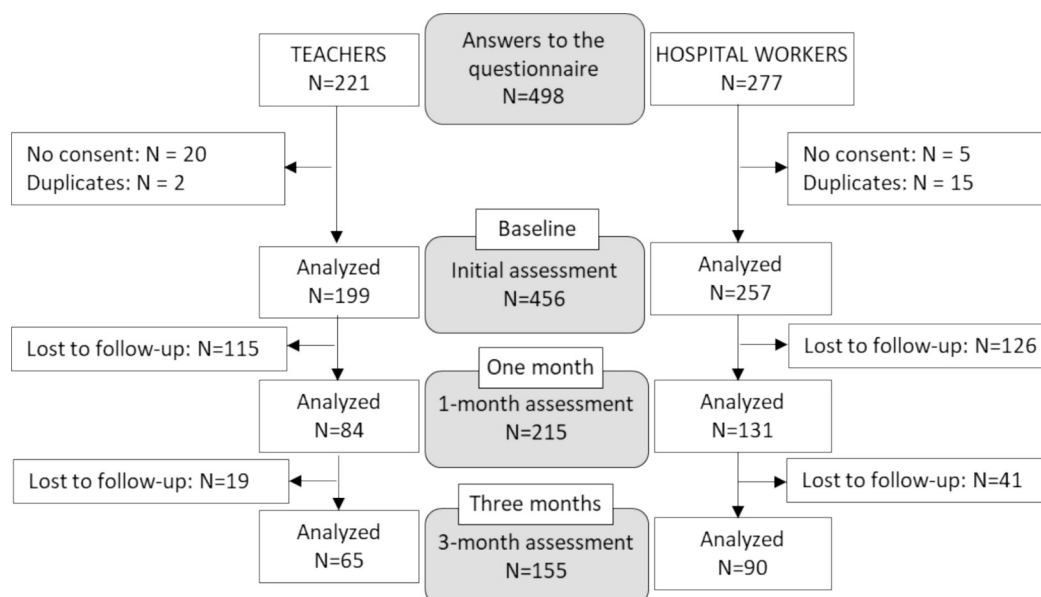 TEACHERS
N=221
Answers to the
questionnaire
N=498
HOSPITAL WORKERS
N=277
No consent: N = 20
Duplicates: N = 2
No consent: N = 5
Duplicates: N = 15
Baseline
Analyzed
N=199
Initial assessment
N=456
Analyzed
N=257
Lost to follow-up: N=115
Lost to follow-up: N=126
One month
Analyzed
N=84
1-month assessment
N=215
Analyzed
N=131
Lost to follow-up: N=19
Lost to follow-up: N=41
Three months
Analyzed
N=65
3-month assessment
N=155
Analyzed
N=90